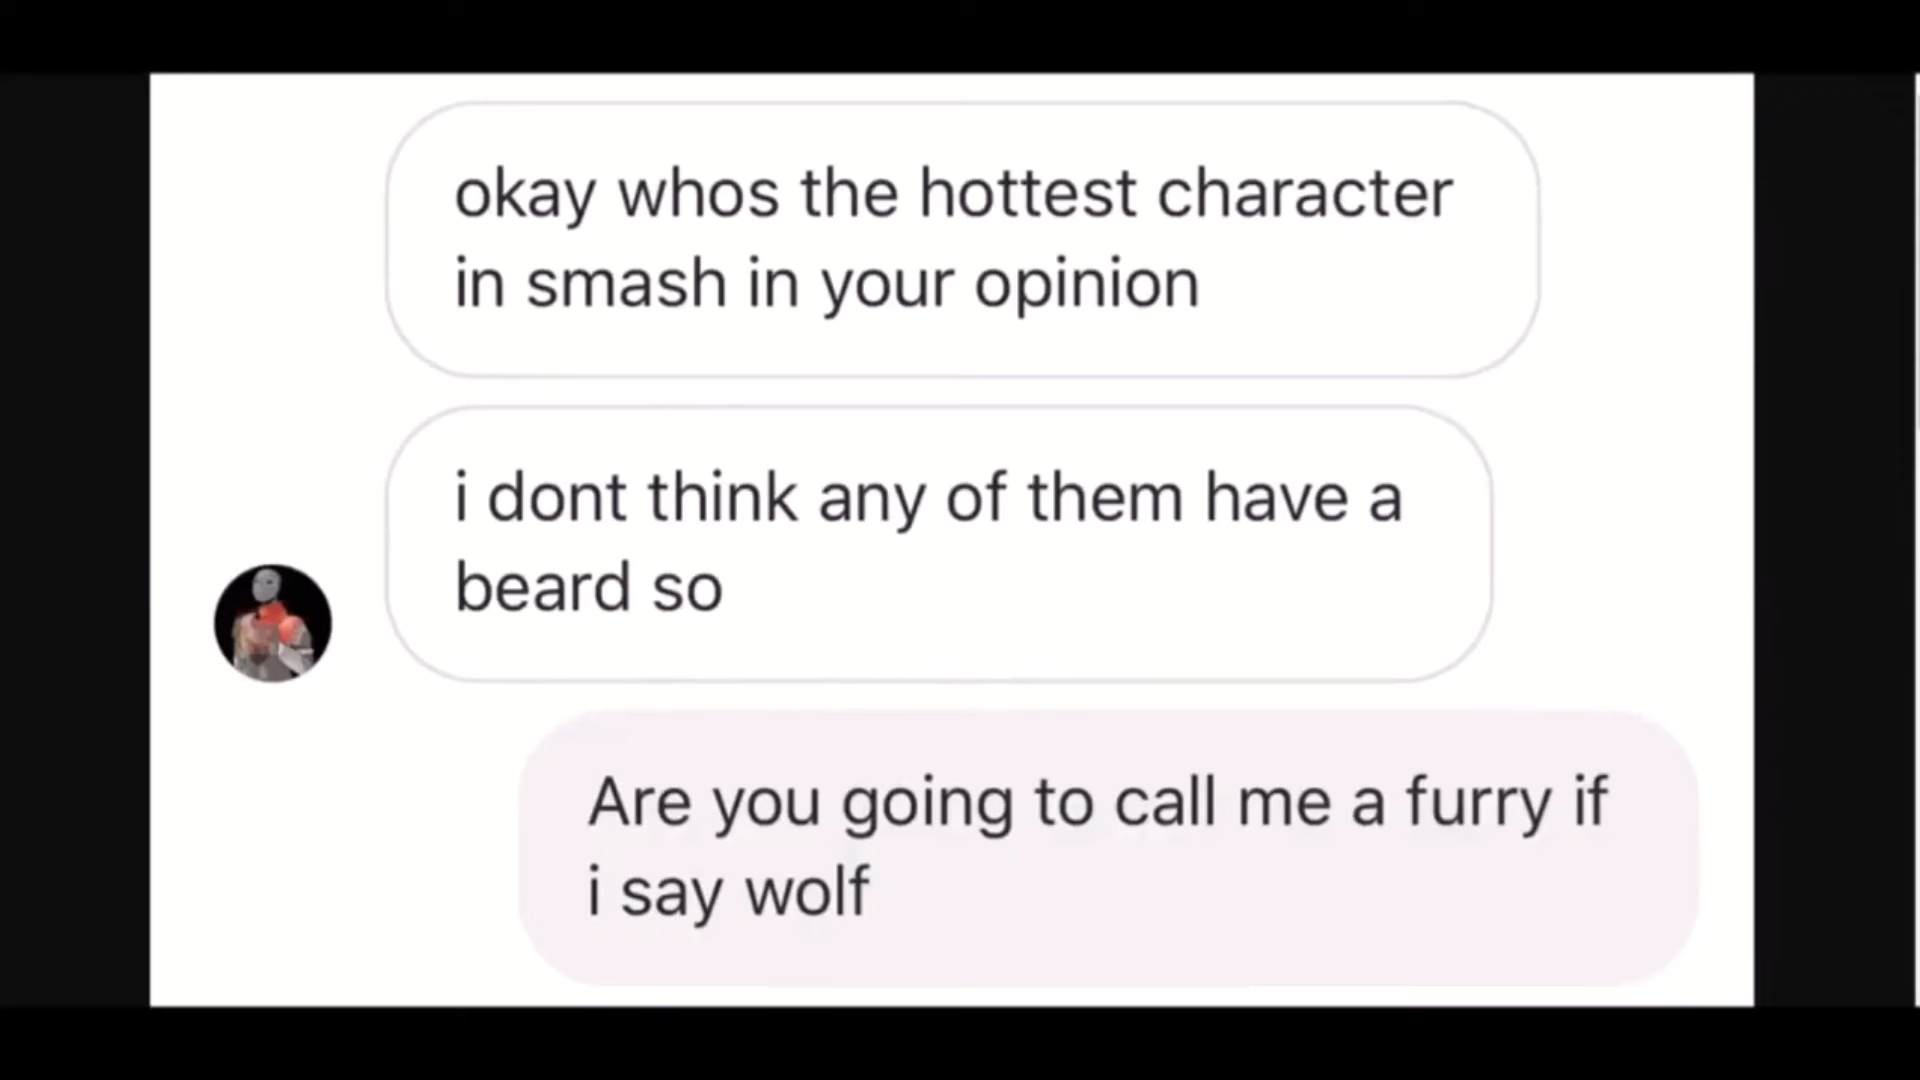 okay whos the hottest character
in smash in your opinion
i dont think any of them have a
beard so
Are you going to call me a furry if
i say wolf